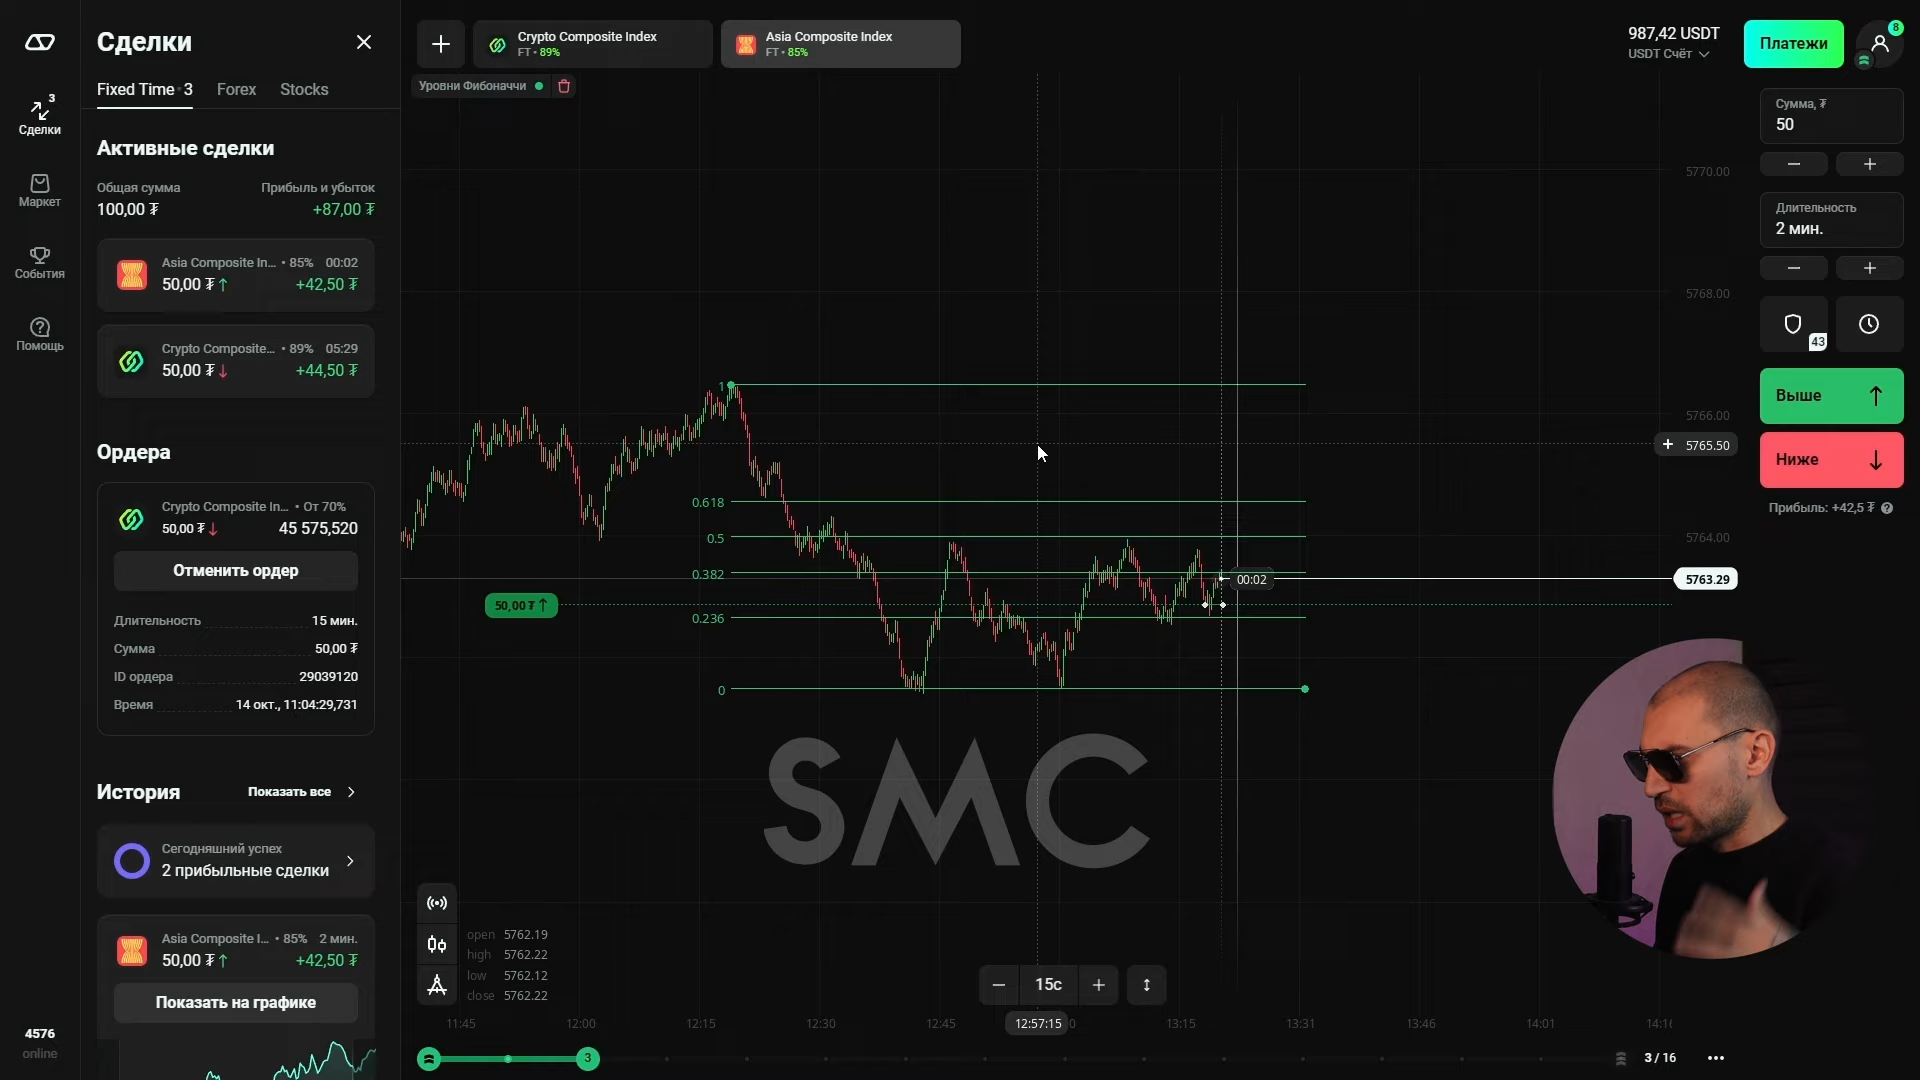 Сделки
Fixed Time · 3 Forex Stocks
Активные сделки
Общая сумма Прибыль и убыток
100,00 ₮ +87,00 ₮
Asia Composite In... • 85% 00:02
50,00 ₮ ↑ +42,50 ₮
Crypto Composite... • 89% 05:29
50,00 ₮ ↓ +44,50 ₮
Ордера
Crypto Composite In... • От 70%
50,00 ₮ ↓ 45 575,520
Отменить ордер
Длительность 15 мин.
Сумма 50,00 ₮
ID ордера 29039120
Время 14 окт., 11:04:29,731
История Показать все
Сегодняшний успех
2 прибыльные сделки
Asia Composite I... • 85% 2 мин.
50,00 ₮ ↑ +42,50 ₮
Показать на графике
3
Сделки
Маркет
События
Помощь
4576
online
Crypto Composite Index
FT • 89%
Asia Composite Index
FT • 85%
Уровни Фибоначчи
987,42 USDT
USDT Счёт
Платежи
8
Сумма, ₮
50
Длительность
2 мин.
43
Выше ↑
Ниже ↓
Прибыль: +42,5 ₮ ?
5770.00
5768.00
5766.00
+ 5765.50
5764.00
5763.29
1
0.618
0.5
0.382
0.236
0
00:02
50,00 ₮ ↑
SMC
open 5762.19
high 5762.22
low 5762.12
close 5762.22
− 15с +
11:45 12:00 12:15 12:30 12:45 12:57:15 13:15 13:31 13:46 14:01
3
3 / 16